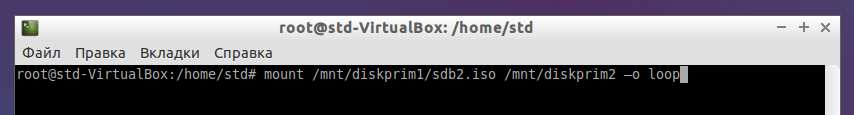 root@std-VirtualBox: /home/std
Файл Правка Вкладки Справка
root@std-VirtualBox:/home/std# mount /mnt/diskprim1/sdb2.iso /mnt/diskprim2 –o loop